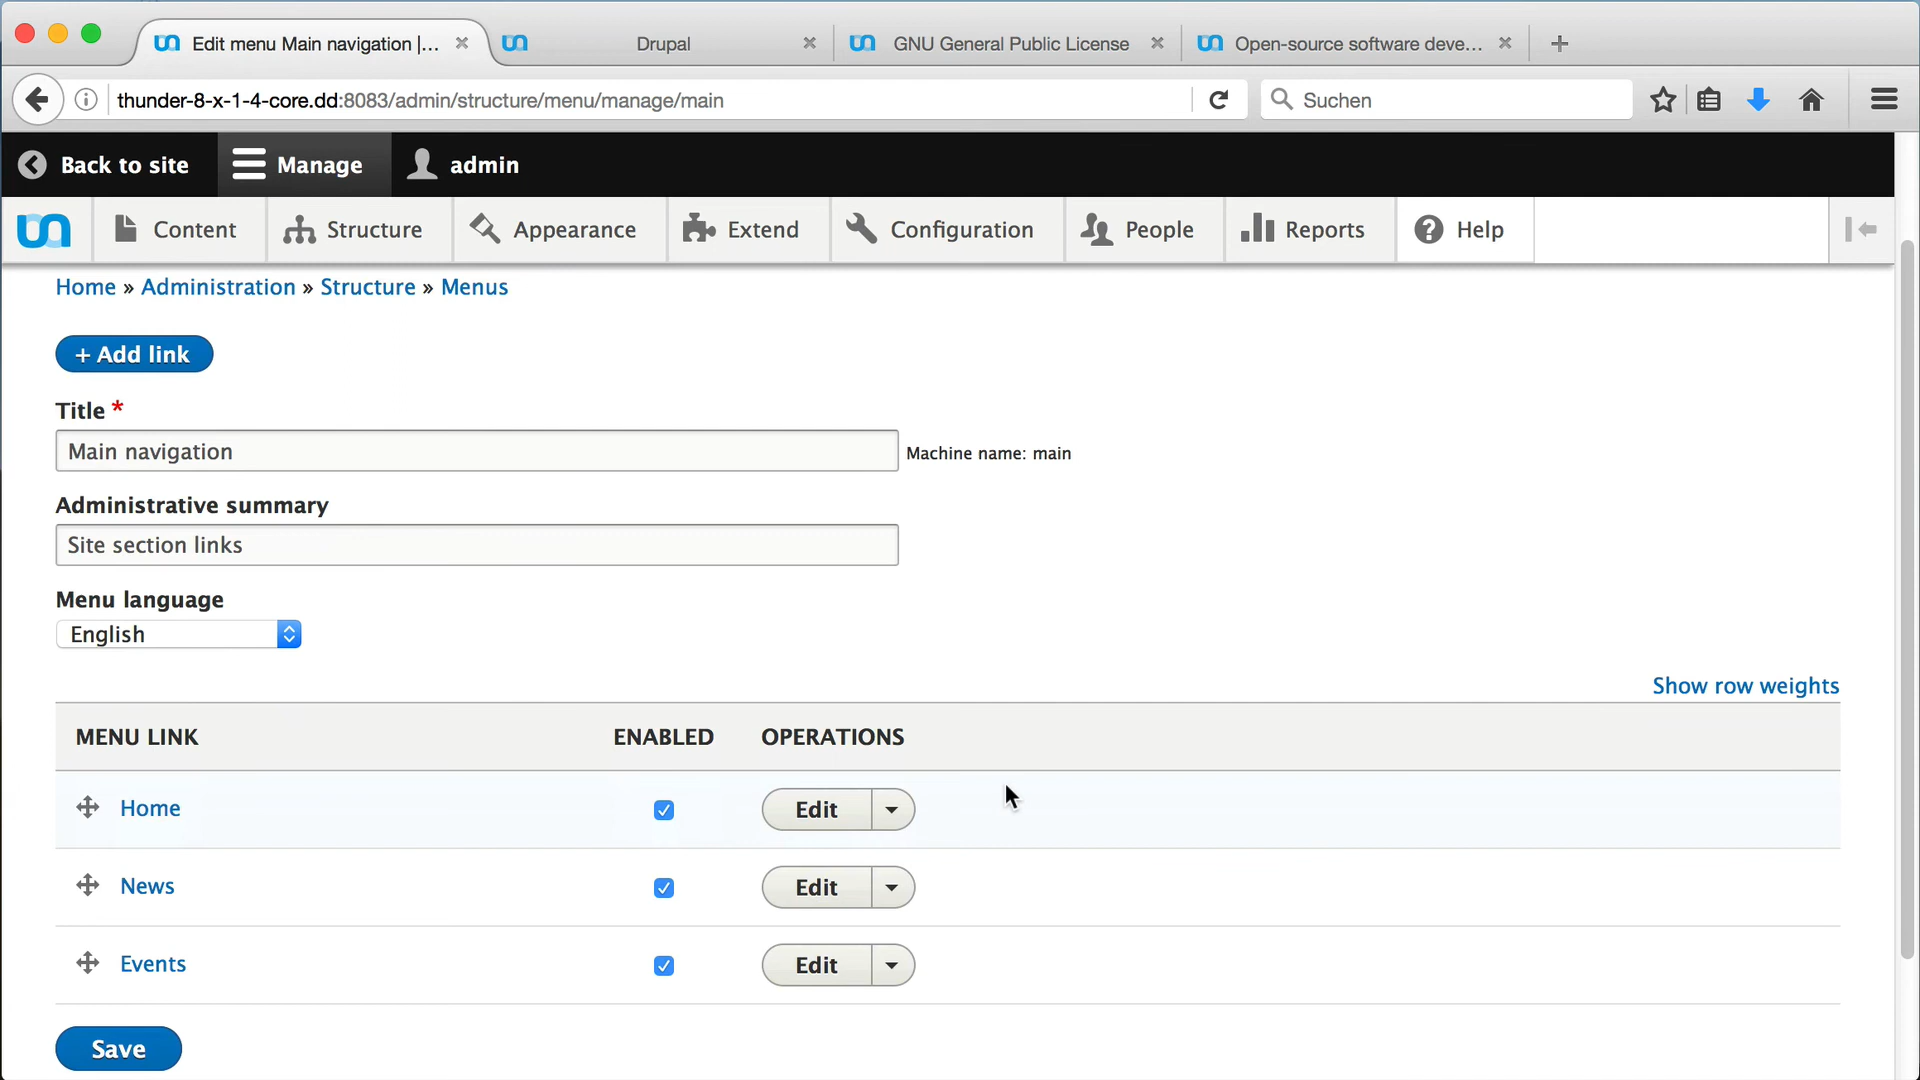 Edit menu Main navigation |...
Drupal
GNU General Public License
Open-source software deve...
thunder-8-x-1-4-core.dd:8083/admin/structure/menu/manage/main
Suchen
Back to site
Manage
admin
Content
Structure
Appearance
Extend
Configuration
People
Reports
Help
Home » Administration » Structure » Menus
+ Add link
Title *
Main navigation
Machine name: main
Administrative summary
Site section links
Menu language
English
Show row weights
MENU LINK ENABLED OPERATIONS
Home Edit
News Edit
Events Edit
Save